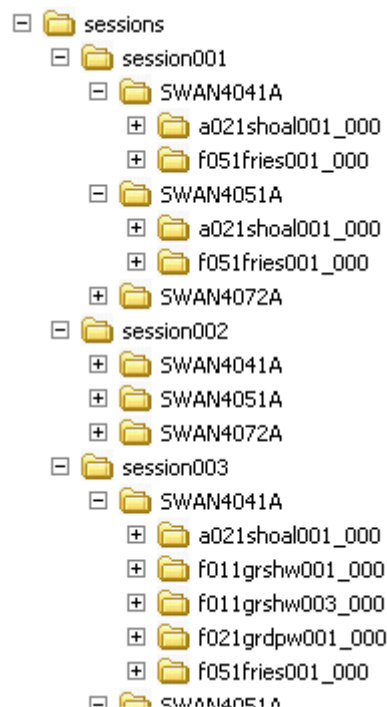 sessions
session001
SWAN4041A
a021shoal001_000
f051fries001_000
SWAN4051A
a021shoal001_000
f051fries001_000
SWAN4072A
session002
SWAN4041A
SWAN4051A
SWAN4072A
session003
SWAN4041A
a021shoal001_000
f011grshw001_000
f011grshw003_000
f021grdpw001_000
f051fries001_000
SWAN4051A